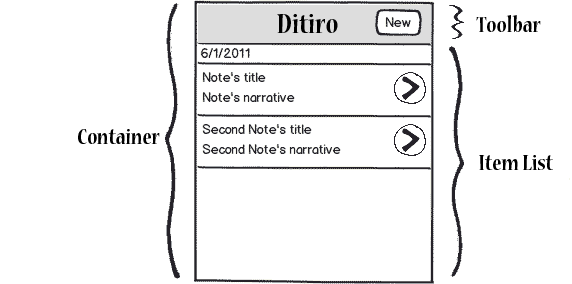 Ditiro
New
Toolbar
6/1/2011
Note's title
Note's narrative
Container
Second Note's title
Second Note's narrative
Item List